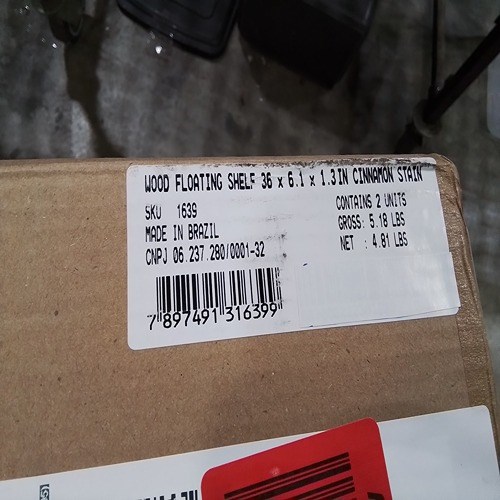 WOOD FLOATING SHELF 36 x 6.1 x 1.3 IN CINNAMON STAIN
SKU 1639
MADE IN BRAZIL
CNPJ 06.237.280/0001-32
CONTAINS 2 UNITS
GROSS: 5.18 LBS
NET : 4.81 LBS
7 897491 316399